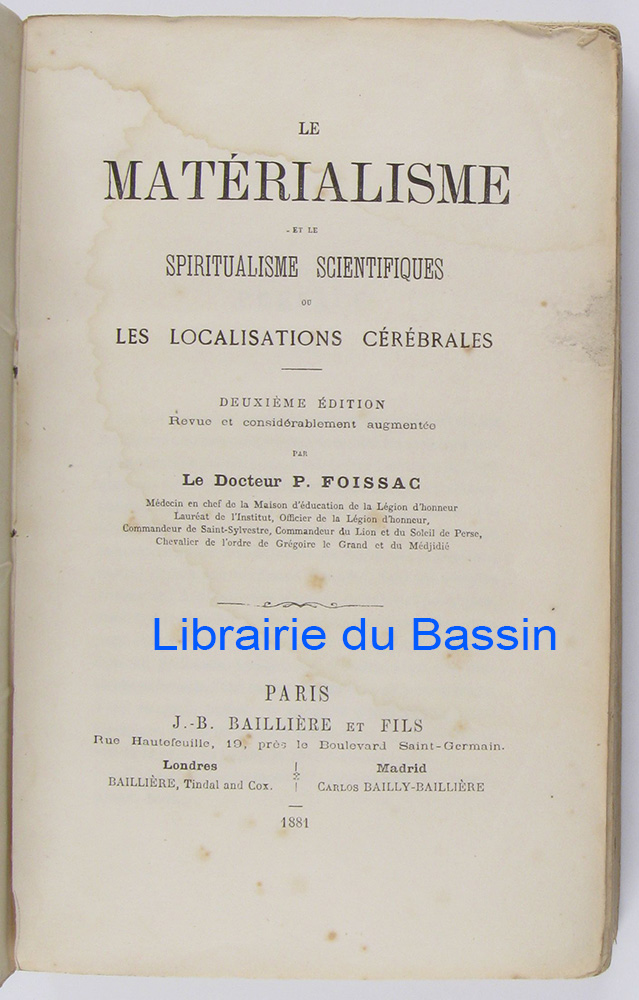 LE
MATÉRIALISME
ET LE
SPIRITUALISME SCIENTIFIQUES
OU
LES LOCALISATIONS CÉRÉBRALES
DEUXIÈME ÉDITION
Revue et considérablement augmentée
PAR
Le Docteur P. FOISSAC
Médecin en chef de la Maison d'éducation de la Légion d'honneur
Lauréat de l'Institut, Officier de la Légion d'honneur,
Commandeur de Saint-Sylvestre, Commandeur du Lion et du Soleil de Perse,
Chevalier de l'ordre de Grégoire le Grand et du Médjidié
Librairie du Bassin
PARIS
J.-B. BAILLIÈRE ET FILS
Rue Hautefeuille, 19, près le Boulevard Saint-Germain.
Londres
BAILLIÈRE, Tindal and Cox.
Madrid
CARLOS BAILLY-BAILLIÈRE
1881